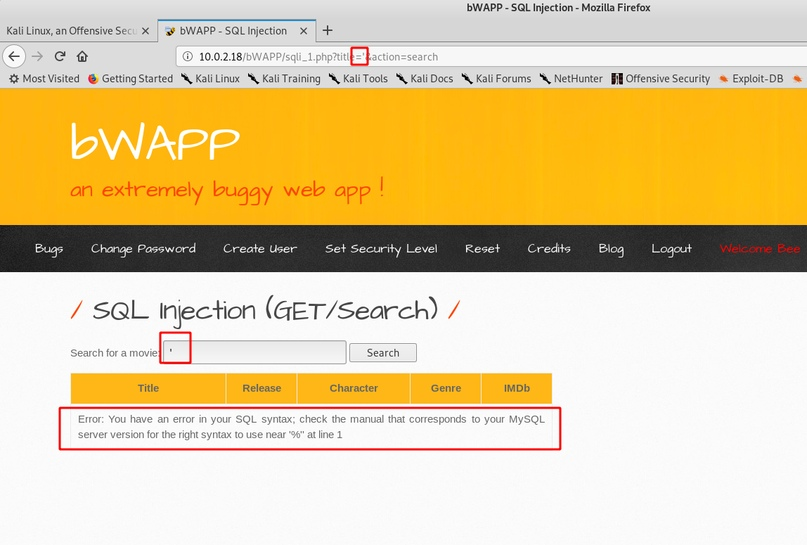 bWAPP - SQL Injection - Mozilla Firefox
Kali Linux, an Offensive Secu
bWAPP - SQL Injection
10.0.2.18/bWAPP/sqli_1.php?title='&action=search
Most Visited Getting Started Kali Linux Kali Training Kali Tools Kali Docs Kali Forums NetHunter Offensive Security Exploit-DB
bWAPP
an extremely buggy web app !
Bugs Change Password Create User Set Security Level Reset Credits Blog Logout Welcome Bee
/ SQL Injection (GET/Search) /
Search for a movie: ' Search
Title Release Character Genre IMDb
Error: You have an error in your SQL syntax; check the manual that corresponds to your MySQL
server version for the right syntax to use near '%'' at line 1